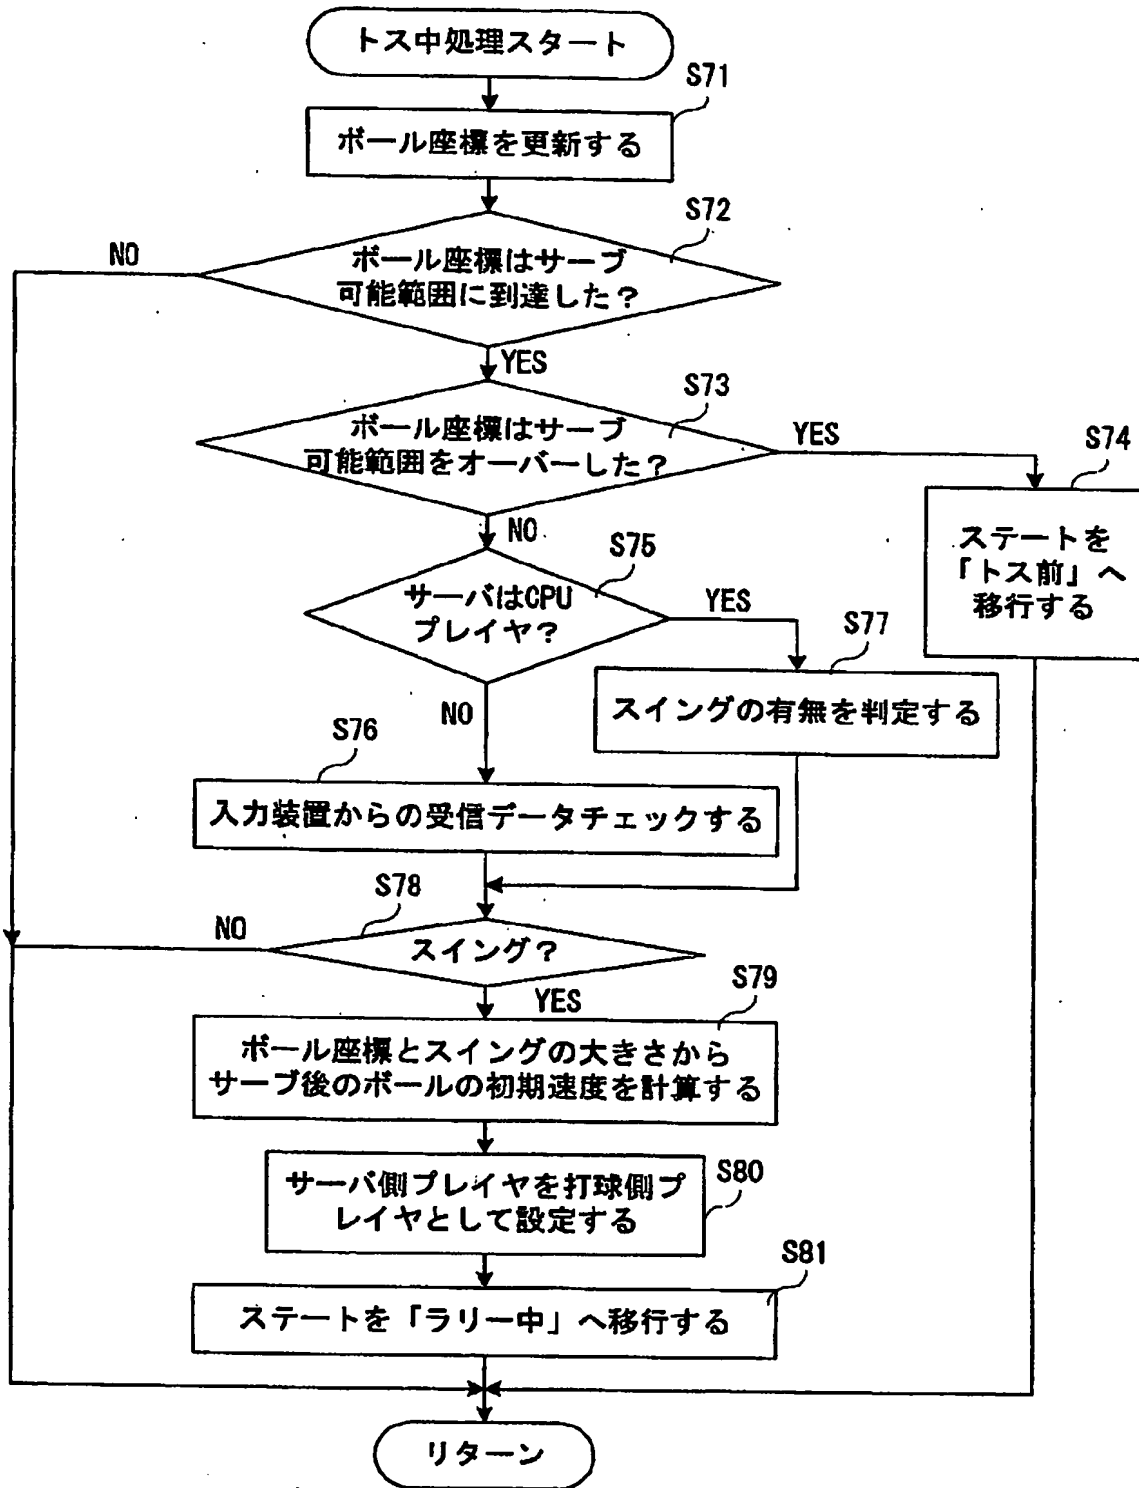 トス中処理スタート
S71
ボール座標を更新する
S72
NO
ボール座標はサーブ
可能範囲に到達した?
YES
S73
ボール座標はサーブ
可能範囲をオーバーした?
YES
S74
ステートを
「トス前」へ
移行する
NO
S75
サーバはCPU
プレイヤ?
YES
S77
スイングの有無を判定する
NO
S76
入力装置からの受信データチェックする
S78
NO
スイング?
YES
S79
ボール座標とスイングの大きさから
サーブ後のボールの初期速度を計算する
S80
サーバ側プレイヤを打球側プ
レイヤとして設定する
S81
ステートを「ラリー中」へ移行する
リターン